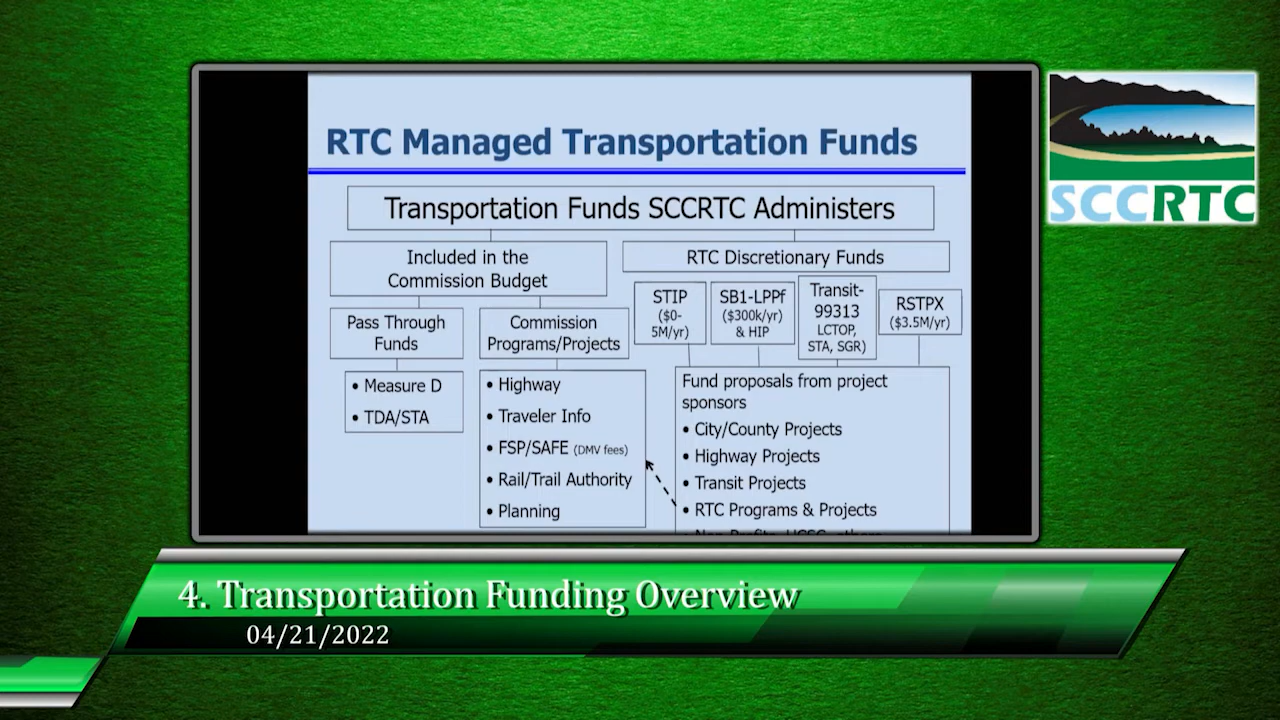 RTC Managed Transportation Funds
Transportation Funds SCCRTC Administers
Included in the
Commission Budget
RTC Discretionary Funds
Pass Through
Funds
Commission
Programs/Projects
STIP
($0-
5M/yr)
SB1-LPPf
($300k/yr)
& HIP
Transit-
99313
LCTOP,
STA, SGR)
RSTPX
($3.5M/yr)
• Measure D
• TDA/STA
• Highway
• Traveler Info
• FSP/SAFE (DMV fees)
• Rail/Trail Authority
• Planning
Fund proposals from project
sponsors
• City/County Projects
• Highway Projects
• Transit Projects
• RTC Programs & Projects
SCCRTC
4. Transportation Funding Overview
04/21/2022